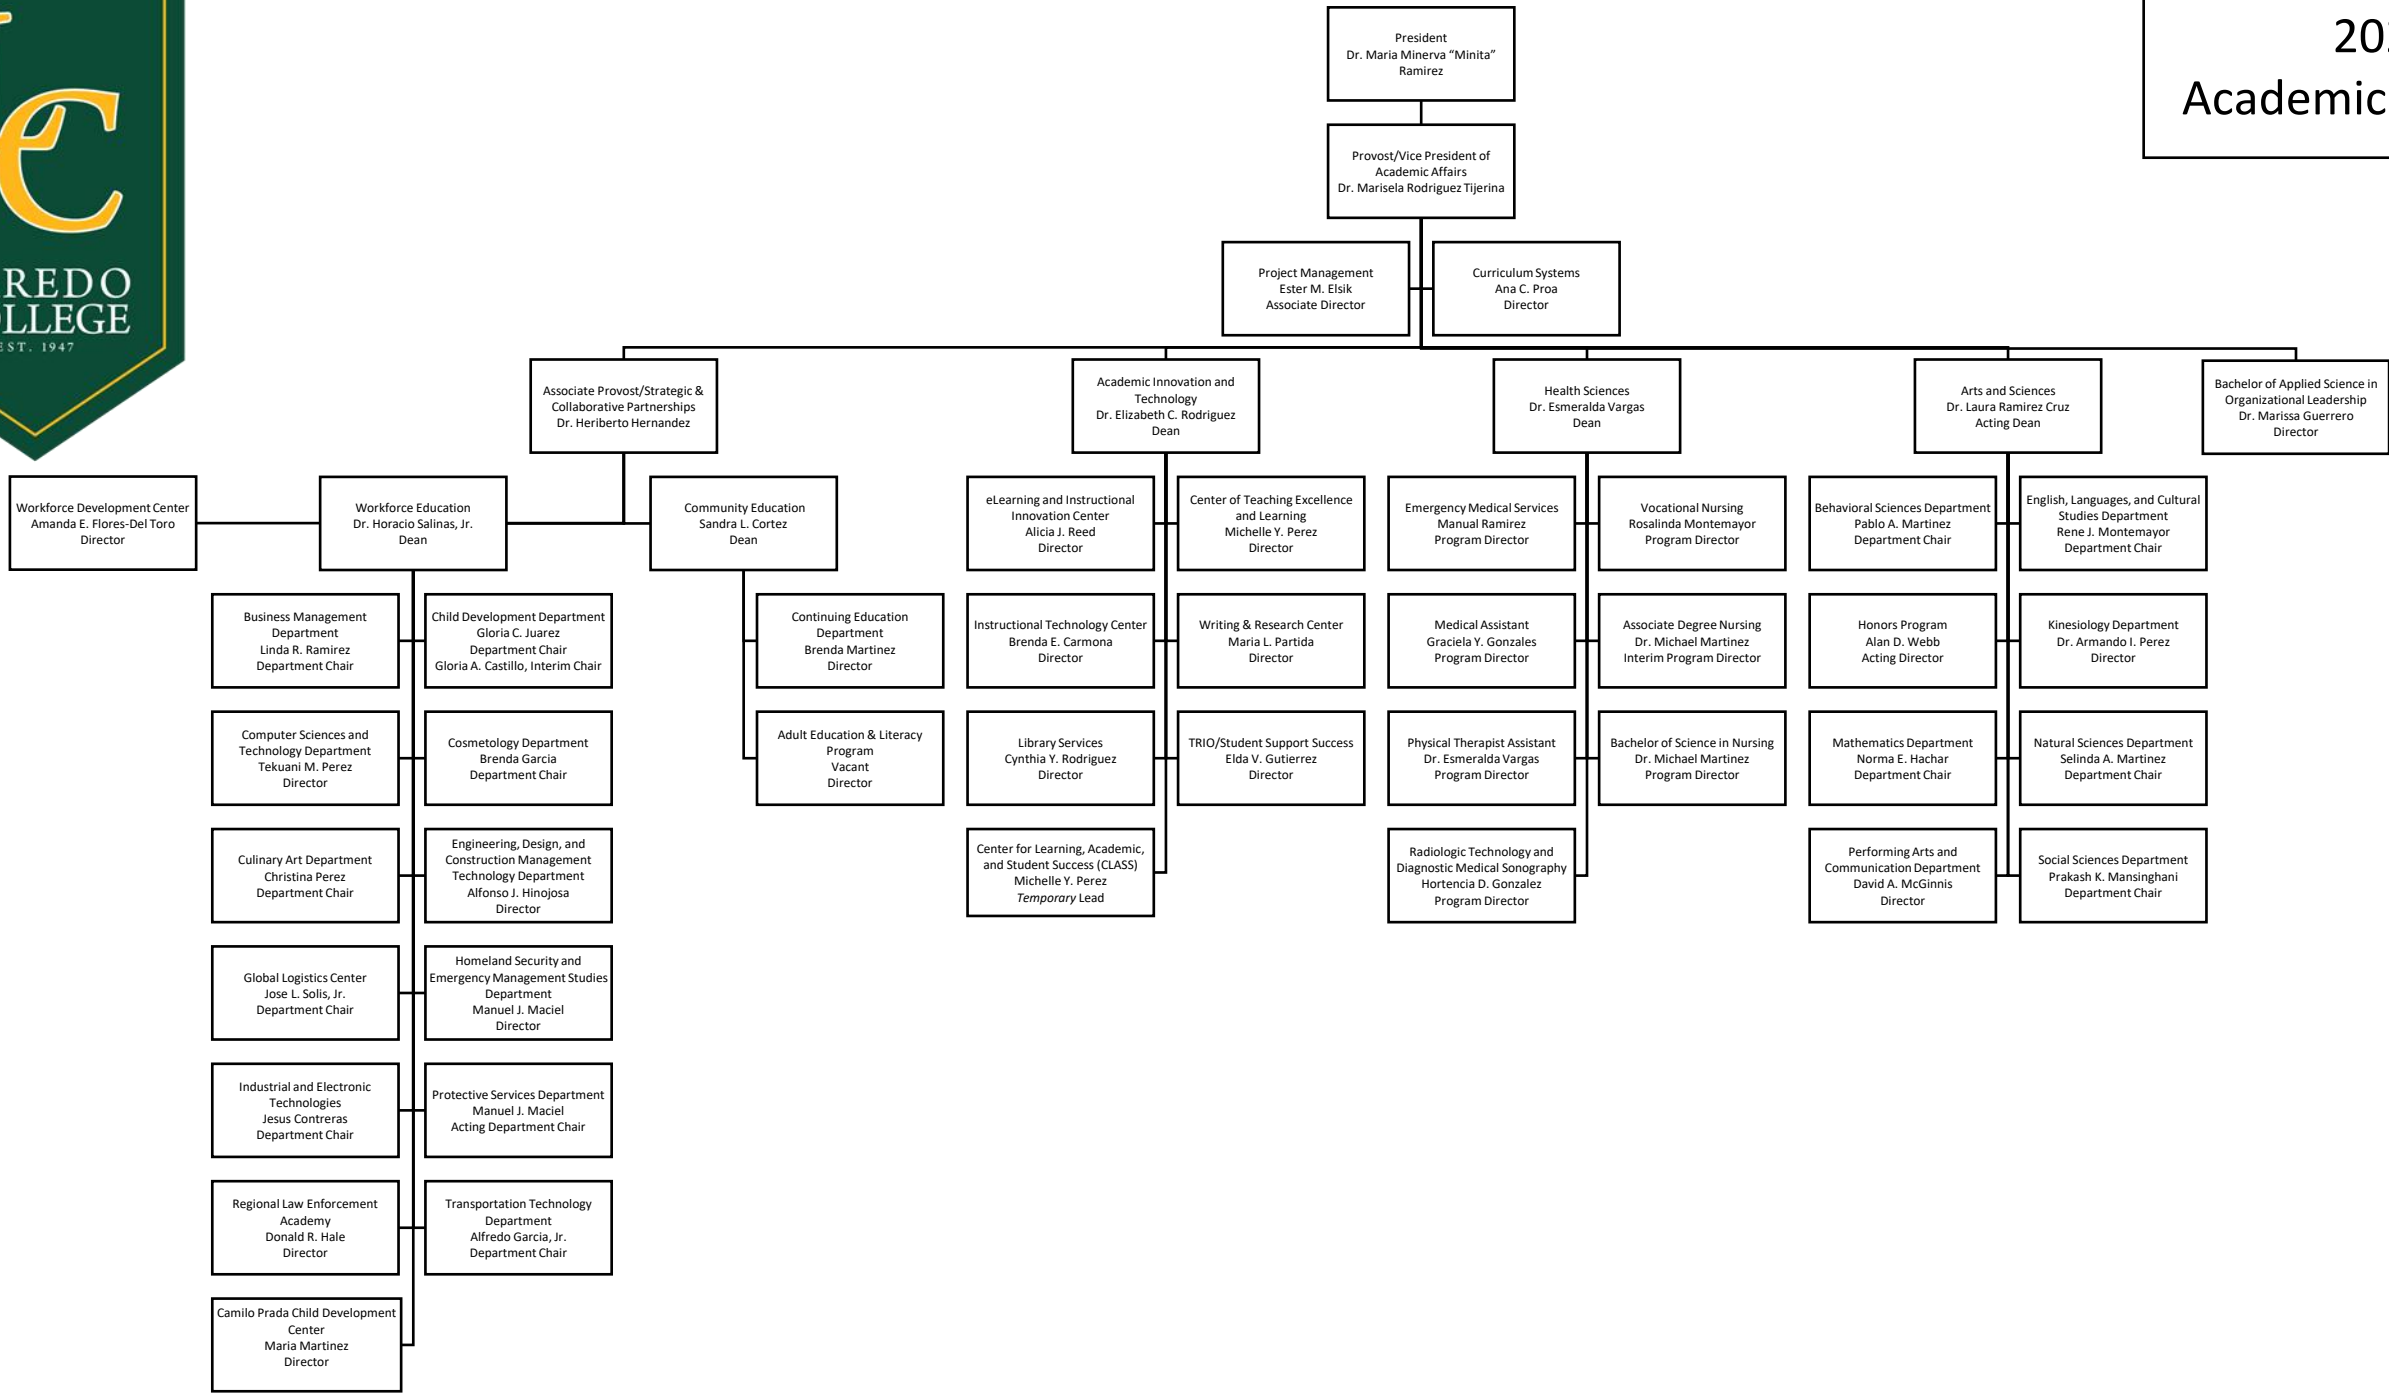 REDO
LLEGE
EST. 1947
Academic
President
Dr. Maria Minerva “Minita”
Ramirez
Provost/Vice President of
Academic Affairs
Dr. Marisela Rodriguez Tijerina
Project Management
Ester M. Elsik
Associate Director
Curriculum Systems
Ana C. Proa
Director
Associate Provost/Strategic &
Collaborative Partnerships
Dr. Heriberto Hernandez
Academic Innovation and
Technology
Dr. Elizabeth C. Rodriguez
Dean
Health Sciences
Dr. Esmeralda Vargas
Dean
Arts and Sciences
Dr. Laura Ramirez Cruz
Acting Dean
Bachelor of Applied Science in
Organizational Leadership
Dr. Marissa Guerrero
Director
Workforce Development Center
Amanda E. Flores-Del Toro
Director
Workforce Education
Dr. Horacio Salinas, Jr.
Dean
Community Education
Sandra L. Cortez
Dean
eLearning and Instructional
Innovation Center
Alicia J. Reed
Director
Center of Teaching Excellence
and Learning
Michelle Y. Perez
Director
Emergency Medical Services
Manual Ramirez
Program Director
Vocational Nursing
Rosalinda Montemayor
Program Director
Behavioral Sciences Department
Pablo A. Martinez
Department Chair
English, Languages, and Cultural
Studies Department
Rene J. Montemayor
Department Chair
Business Management
Department
Linda R. Ramirez
Department Chair
Child Development Department
Gloria C. Juarez
Department Chair
Gloria A. Castillo, Interim Chair
Continuing Education
Department
Brenda Martinez
Director
Instructional Technology Center
Brenda E. Carmona
Director
Writing & Research Center
Maria L. Partida
Director
Medical Assistant
Graciela Y. Gonzales
Program Director
Associate Degree Nursing
Dr. Michael Martinez
Interim Program Director
Honors Program
Alan D. Webb
Acting Director
Kinesiology Department
Dr. Armando I. Perez
Director
Computer Sciences and
Technology Department
Tekuani M. Perez
Director
Cosmetology Department
Brenda Garcia
Department Chair
Adult Education & Literacy
Program
Vacant
Director
Library Services
Cynthia Y. Rodriguez
Director
TRIO/Student Support Success
Elda V. Gutierrez
Director
Physical Therapist Assistant
Dr. Esmeralda Vargas
Program Director
Bachelor of Science in Nursing
Dr. Michael Martinez
Program Director
Mathematics Department
Norma E. Hachar
Department Chair
Natural Sciences Department
Selinda A. Martinez
Department Chair
Culinary Art Department
Christina Perez
Department Chair
Engineering, Design, and
Construction Management
Technology Department
Alfonso J. Hinojosa
Director
Center for Learning, Academic,
and Student Success (CLASS)
Michelle Y. Perez
Temporary Lead
Radiologic Technology and
Diagnostic Medical Sonography
Hortencia D. Gonzalez
Program Director
Performing Arts and
Communication Department
David A. McGinnis
Director
Social Sciences Department
Prakash K. Mansinghani
Department Chair
Global Logistics Center
Jose L. Solis, Jr.
Department Chair
Homeland Security and
Emergency Management Studies
Department
Manuel J. Maciel
Director
Industrial and Electronic
Technologies
Jesus Contreras
Department Chair
Protective Services Department
Manuel J. Maciel
Acting Department Chair
Regional Law Enforcement
Academy
Donald R. Hale
Director
Transportation Technology
Department
Alfredo Garcia, Jr.
Department Chair
Camilo Prada Child Development
Center
Maria Martinez
Director